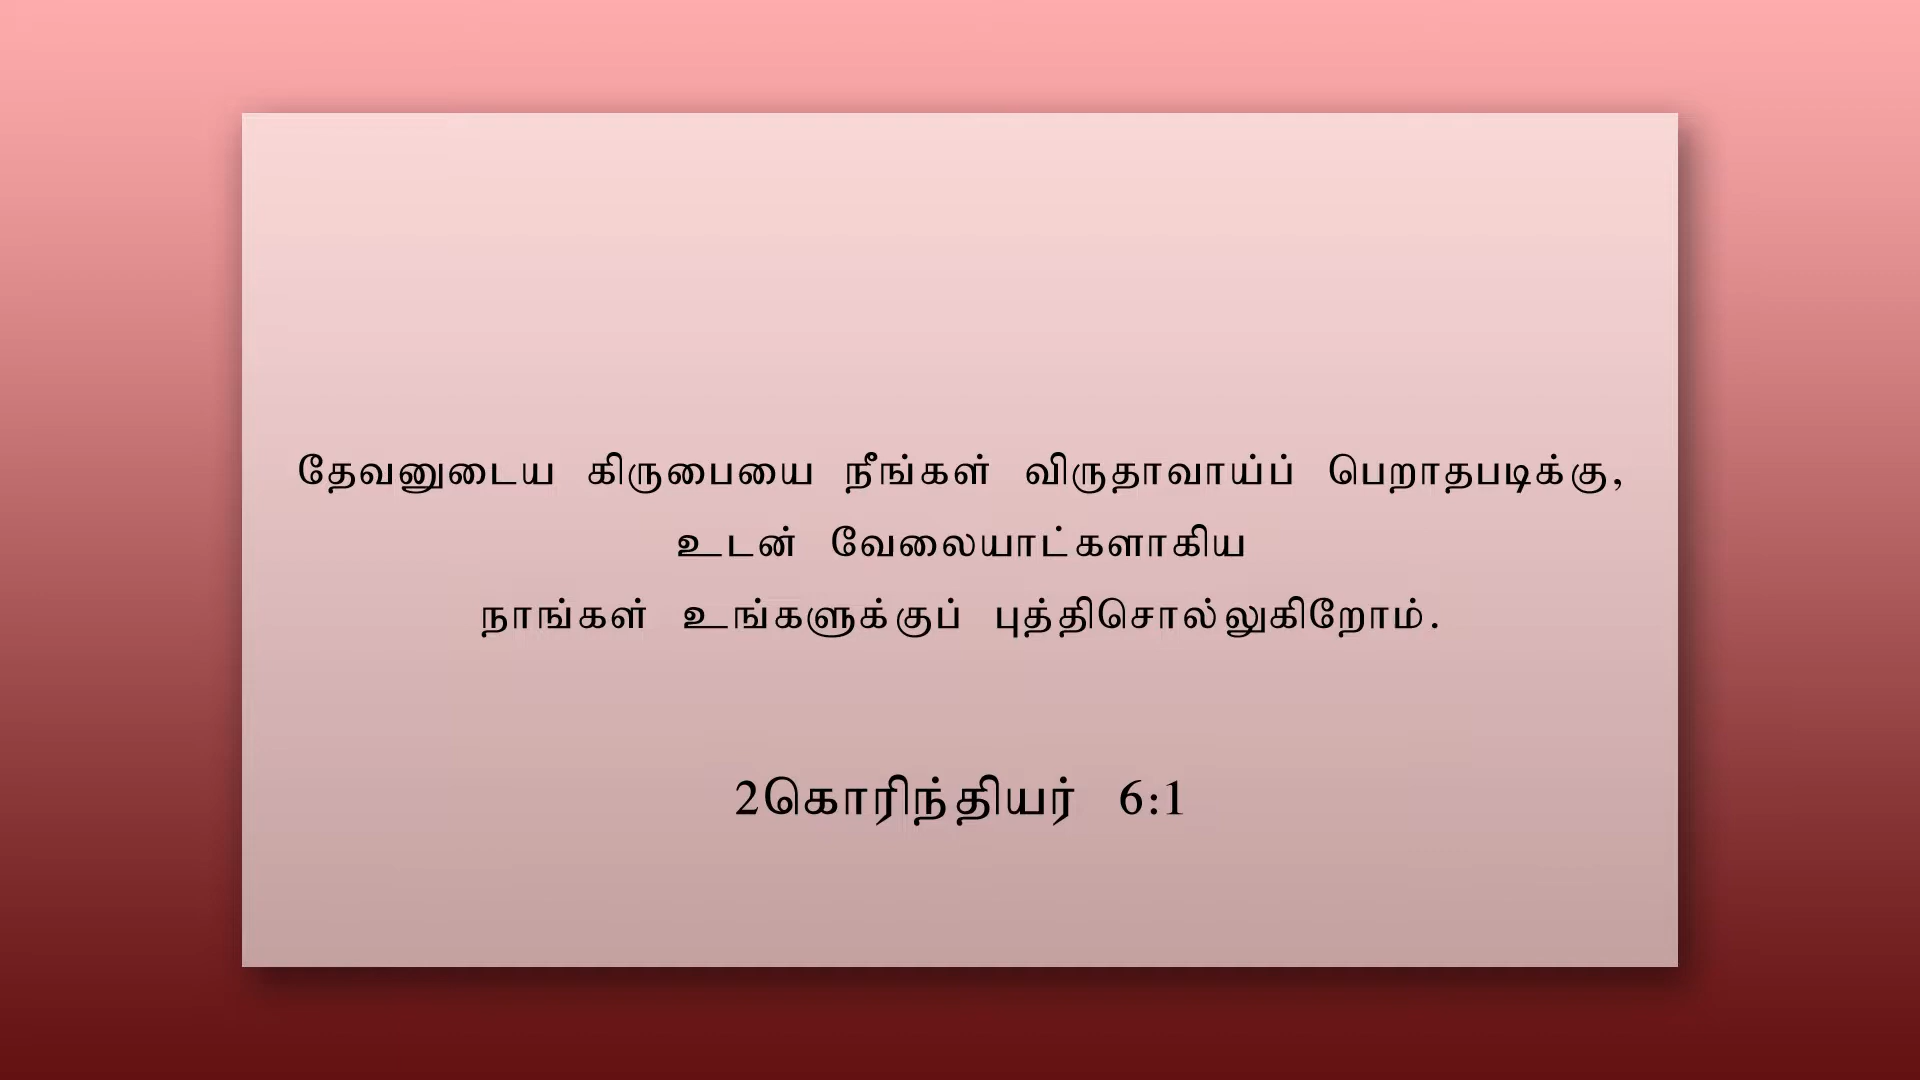 தேவனுடைய கிருபையை நீங்கள் விருதாவாய்ப் பெறாதபடிக்கு,
உடன் வேலையாட்களாகிய
நாங்கள் உங்களுக்குப் புத்திசொல்லுகிறோம்.
2கொரிந்தியர் 6:1